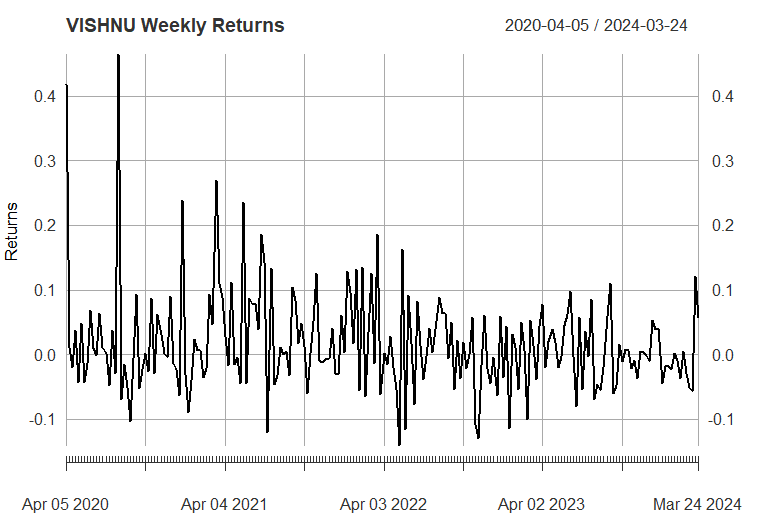 VISHNU Weekly Returns 2020-04-05 / 2024-03-24
0.4 0.4
0.3 0.3
0.2 0.2
Returns
0.1 0.1
0.0 0.0
-0.1 -0.1
Apr 05 2020 Apr 04 2021 Apr 03 2022 Apr 02 2023 Mar 24 2024